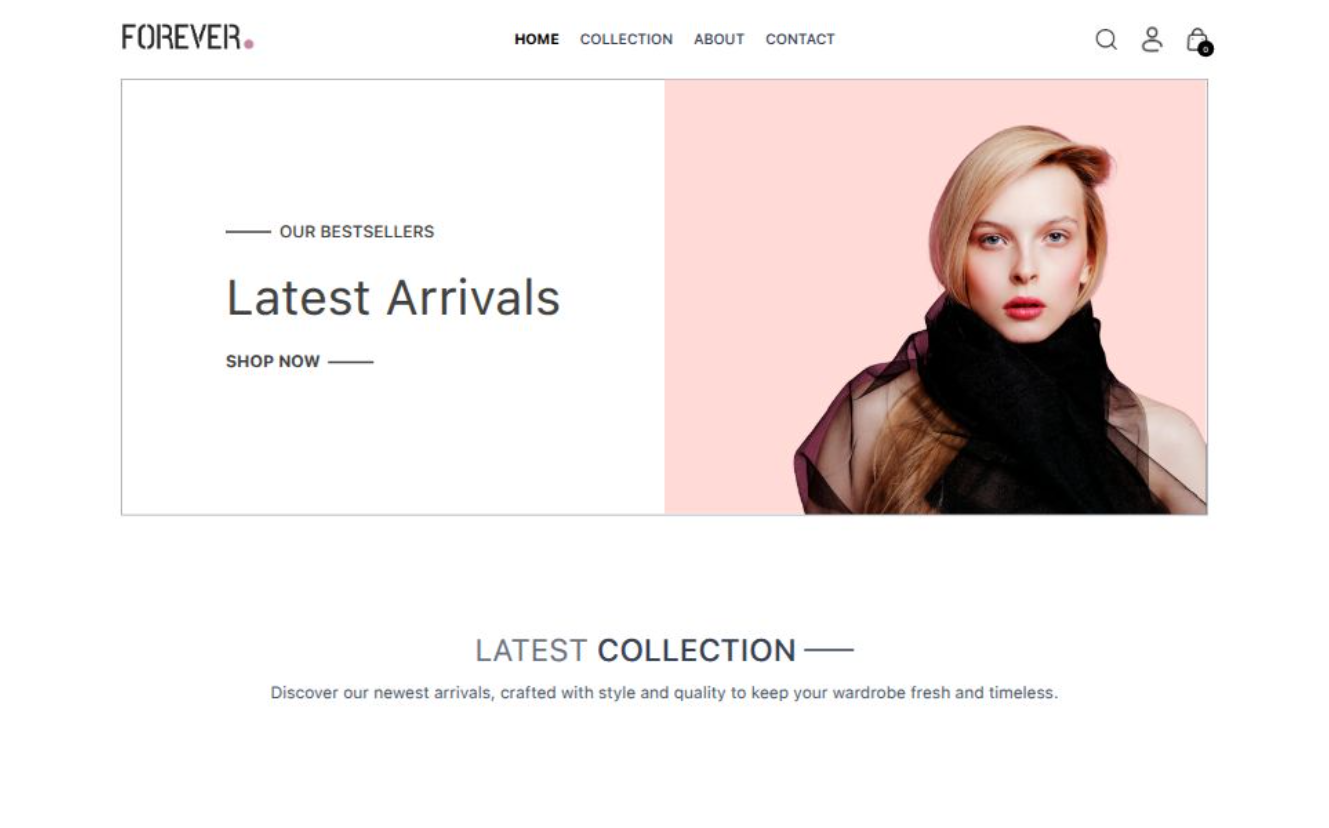 FOREVER.
HOME COLLECTION ABOUT CONTACT
0
OUR BESTSELLERS
Latest Arrivals
SHOP NOW
LATEST COLLECTION
Discover our newest arrivals, crafted with style and quality to keep your wardrobe fresh and timeless.